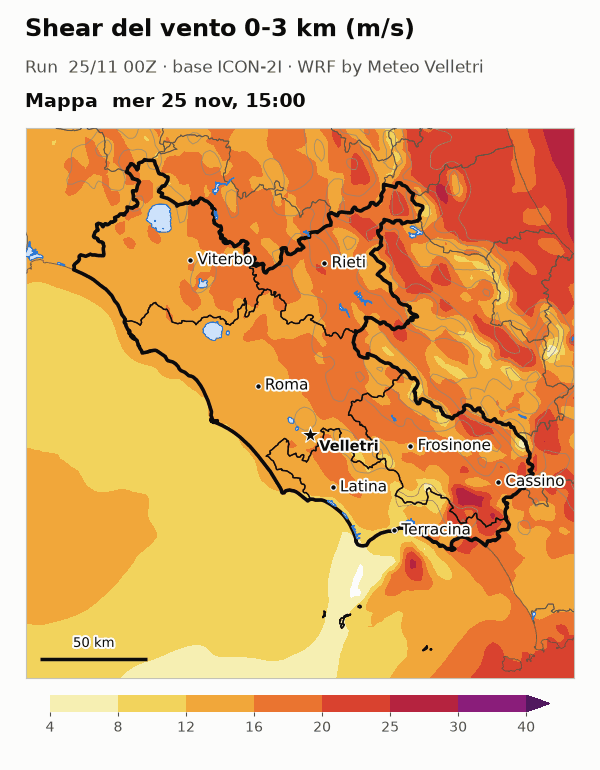 Shear del vento 0-3 km (m/s)
Run  25/11 00Z · base ICON-2I · WRF by Meteo Velletri
Mappa  mer 25 nov, 15:00
Viterbo
Rieti
Roma
Velletri
Frosinone
Latina
Cassino
Terracina
50 km
4 8 12 16 20 25 30 40